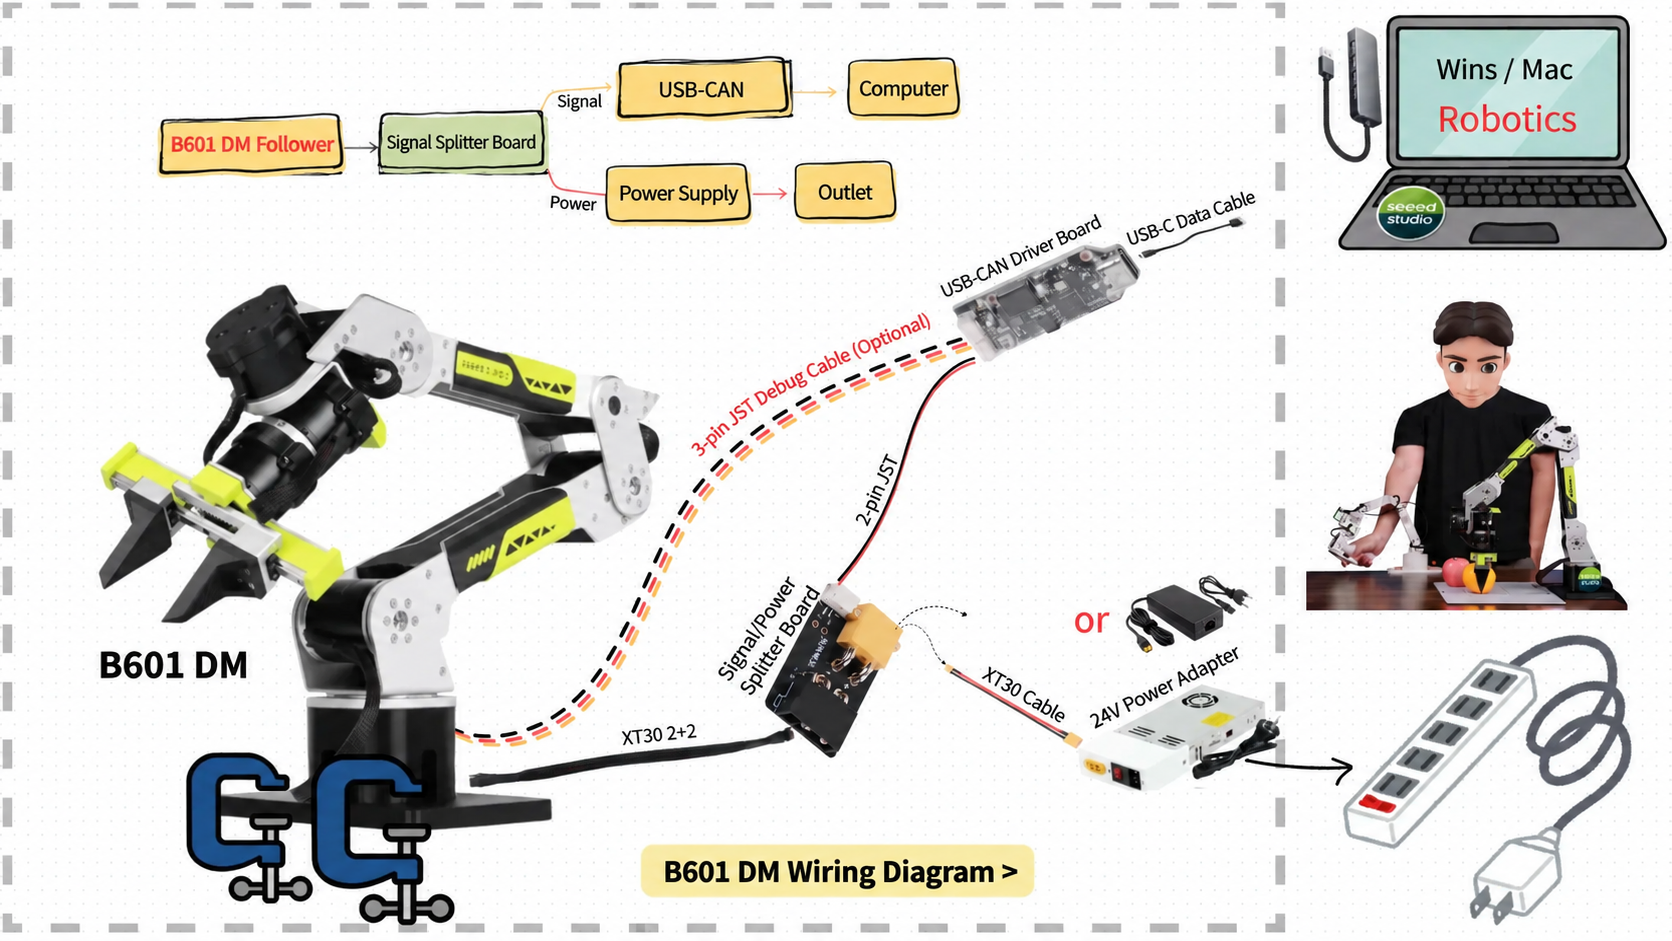 B601 DM Follower
Signal Splitter Board
Signal
USB-CAN
Computer
Power
Power Supply
Outlet
Wins / Mac
Robotics
seeed
studio
USB-CAN Driver Board
USB-C Data Cable
3-pin JST Debug Cable (Optional)
2-pin JST
Signal/Power
Splitter Board
or
XT30 Cable
24V Power Adapter
XT30 2+2
B601 DM
B601 DM Wiring Diagram >